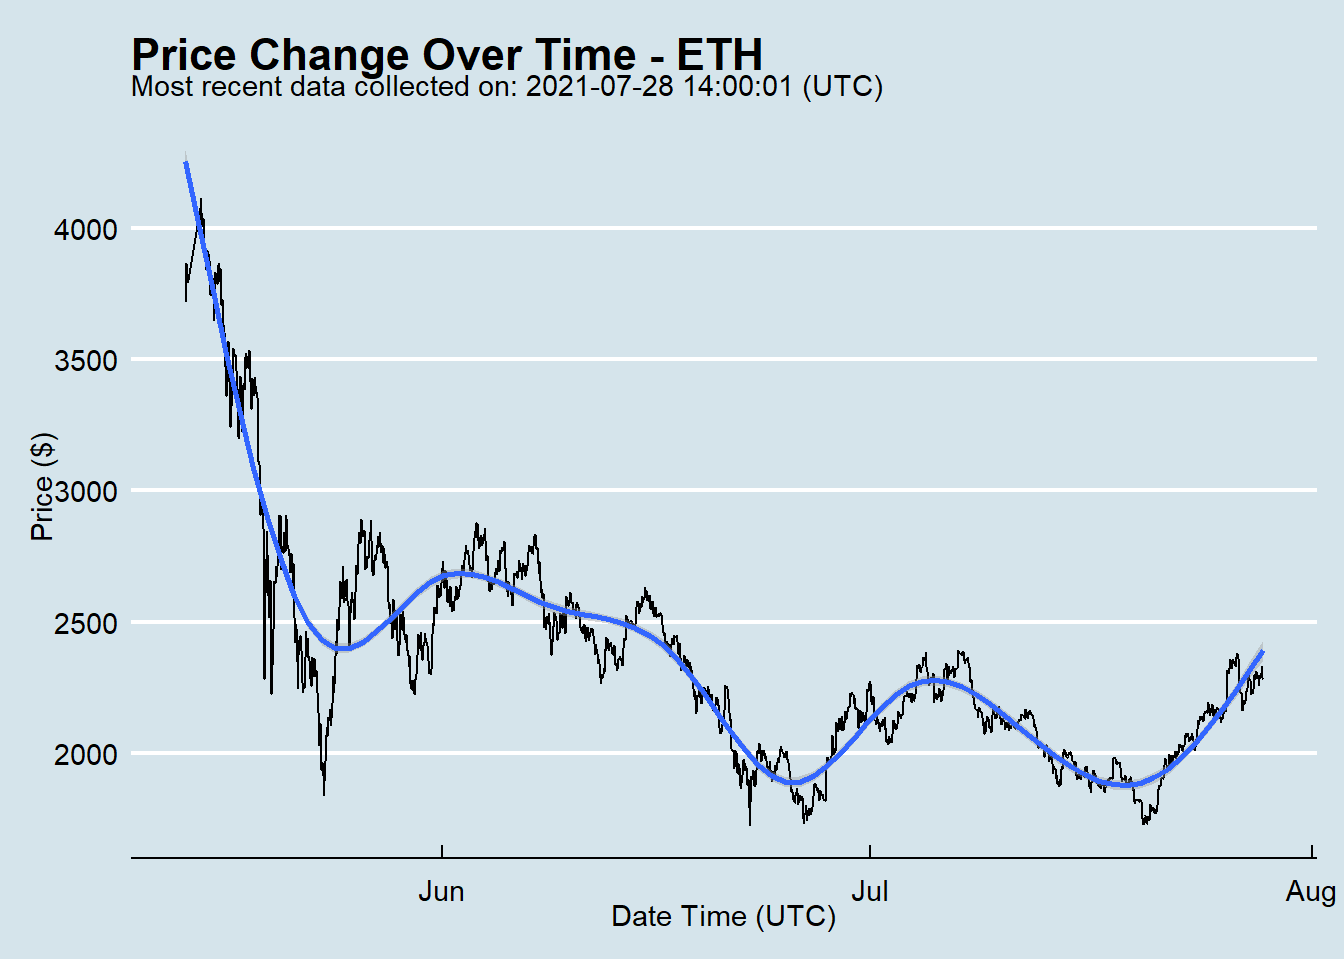 Price Change Over Time - ETH
Most recent data collected on: 2021-07-28 14:00:01 (UTC)
4000
3500
3000
2500
2000
Price ($)
Jun
Jul
Aug
Date Time (UTC)